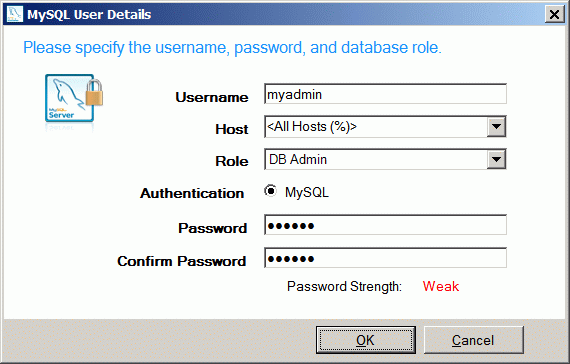 MySQL User Details
Please specify the username, password, and database role.
MySQL
Server
Username myadmin
Host <All Hosts (%)>
Role DB Admin
Authentication MySQL
Password ●●●●●●
Confirm Password ●●●●●●
Password Strength: Weak
OK Cancel